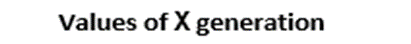 Values of X generation